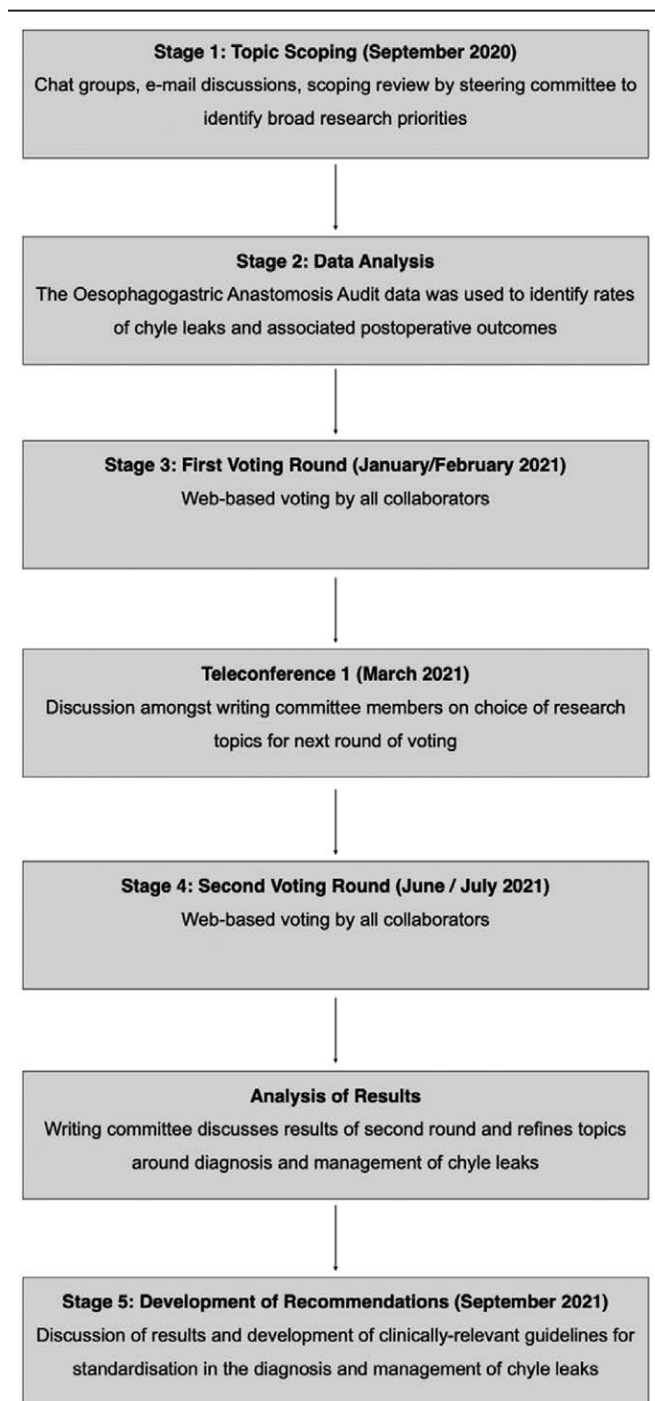 Stage 1: Topic Scoping (September 2020)
Chat groups, e-mail discussions, scoping review by steering committee to
identify broad research priorities
Stage 2: Data Analysis
The Oesophagogastric Anastomosis Audit data was used to identify rates
of chyle leaks and associated postoperative outcomes
Stage 3: First Voting Round (January/February 2021)
Web-based voting by all collaborators
Teleconference 1 (March 2021)
Discussion amongst writing committee members on choice of research
topics for next round of voting
Stage 4: Second Voting Round (June / July 2021)
Web-based voting by all collaborators
Analysis of Results
Writing committee discusses results of second round and refines topics
around diagnosis and management of chyle leaks
Stage 5: Development of Recommendations (September 2021)
Discussion of results and development of clinically-relevant guidelines for
standardisation in the diagnosis and management of chyle leaks